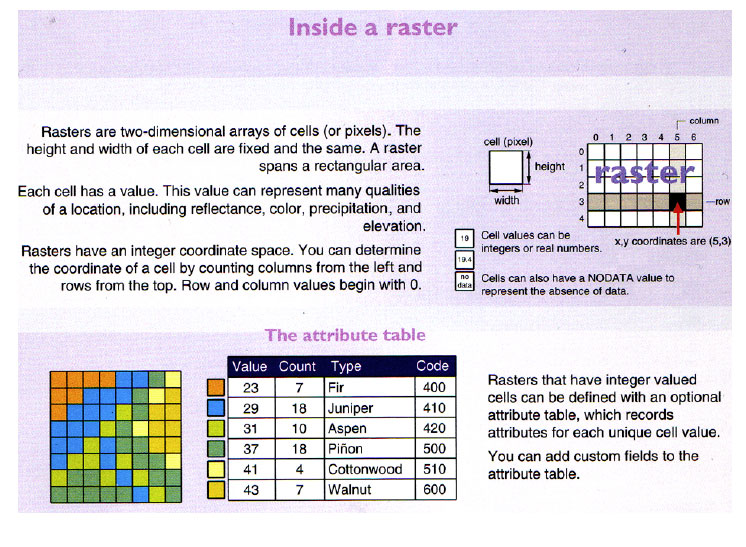 Inside a raster
Rasters are two-dimensional arrays of cells (or pixels). The
height and width of each cell are fixed and the same. A raster
spans a rectangular area.
Each cell has a value. This value can represent many qualities
of a location, including reflectance, color, precipitation, and
elevation.
Rasters have an integer coordinate space. You can determine
the coordinate of a cell by counting columns from the left and
rows from the top. Row and column values begin with 0.
cell (pixel)
height
width
column
0 1 2 3 4 5 6
0
1
2
3
4
raster
row
x,y coordinates are (5,3)
19
Cell values can be
integers or real numbers.
19.4
no
data
Cells can also have a NODATA value to
represent the absence of data.
The attribute table
Value Count Type Code
23 7 Fir 400
29 18 Juniper 410
31 10 Aspen 420
37 18 Piñon 500
41 4 Cottonwood 510
43 7 Walnut 600
Rasters that have integer valued
cells can be defined with an optional
attribute table, which records
attributes for each unique cell value.
You can add custom fields to the
attribute table.